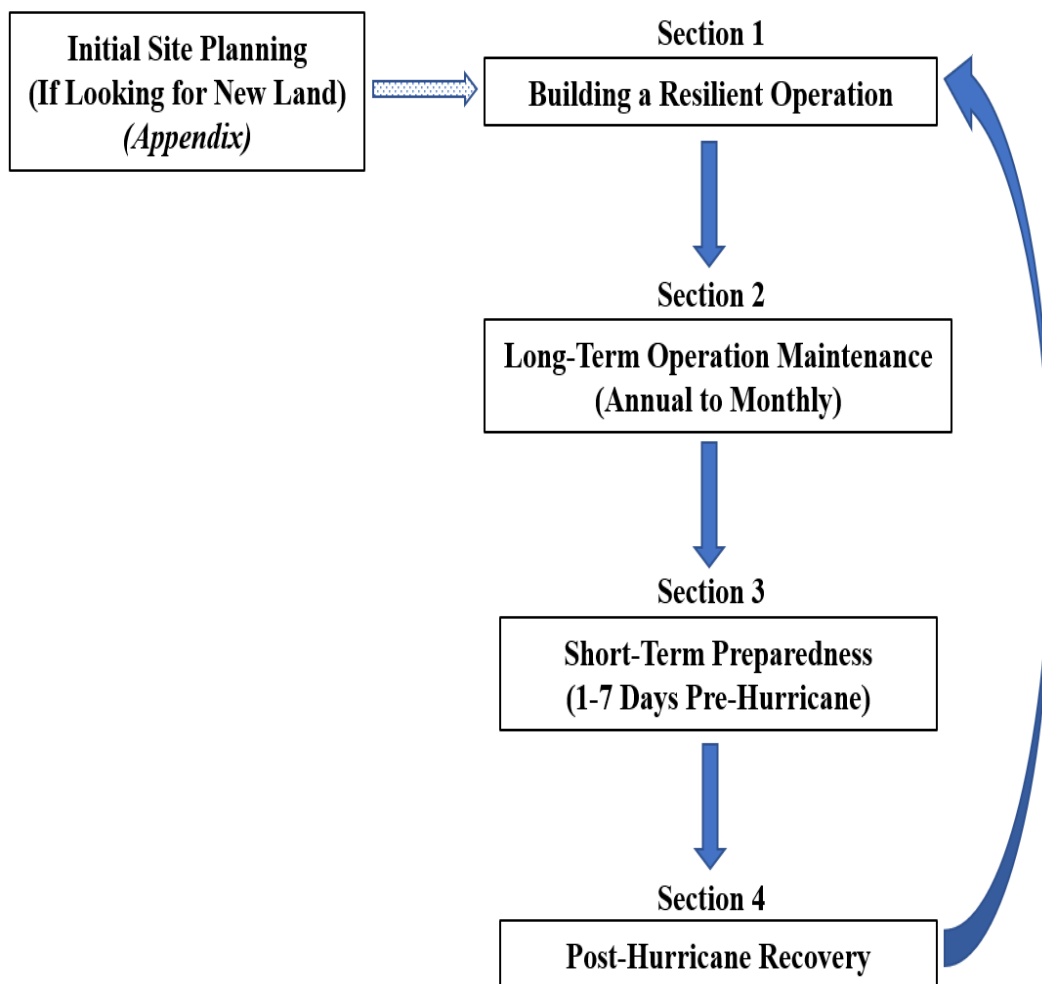 Initial Site Planning
(If Looking for New Land)
(Appendix)
Section 1
Building a Resilient Operation
Section 2
Long-Term Operation Maintenance
(Annual to Monthly)
Section 3
Short-Term Preparedness
(1-7 Days Pre-Hurricane)
Section 4
Post-Hurricane Recovery